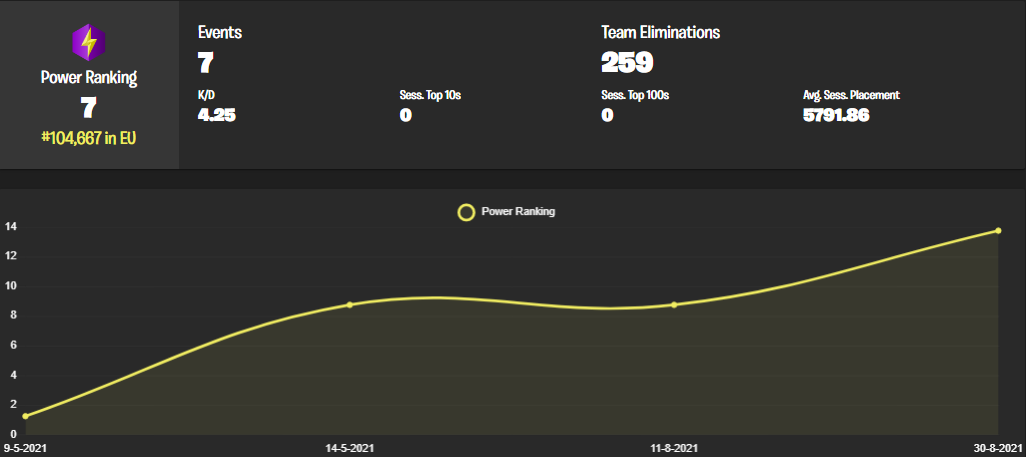 Power Ranking
7
#104,667 in EU
Events
7
Team Eliminations
259
K/D
4.25
Sess. Top 10s
0
Sess. Top 100s
0
Avg. Sess. Placement
5791.86
Power Ranking
14
12
10
8
6
4
2
0
9-5-2021 14-5-2021 11-8-2021 30-8-2021